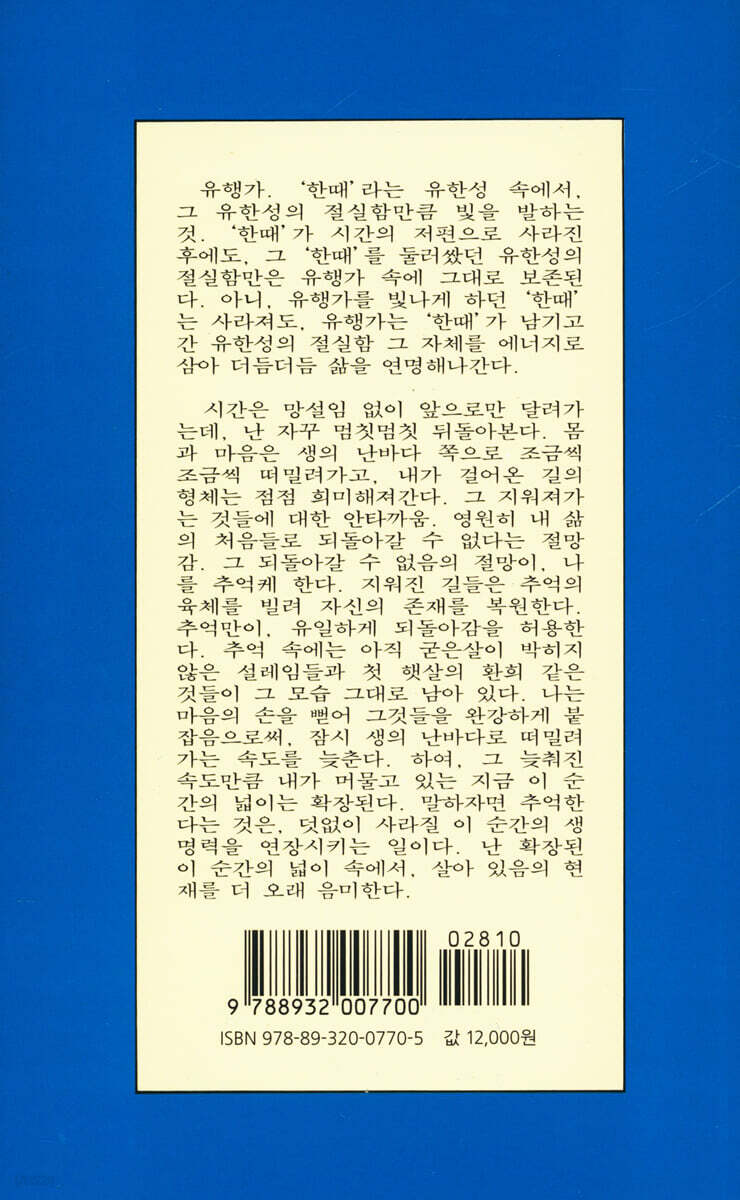 유행가. '한때'라는 유한성 속에서,
그 유한성의 절실함만큼 빛을 발하는
것. '한때'가 시간의 저편으로 사라진
후에도, 그 '한때'를 둘러쌌던 유한성의
절실함만은 유행가 속에 그대로 보존된
다. 아니, 유행가를 빛나게 하던 '한때'
는 사라져도, 유행가는 '한때'가 남기고
간 유한성의 절실함 그 자체를 에너지로
삼아 더듬더듬 삶을 연명해나간다.
시간은 망설임 없이 앞으로만 달려가
는데, 난 자꾸 멈칫멈칫 뒤돌아본다. 몸
과 마음은 생의 난바다 쪽으로 조금씩
조금씩 떠밀려가고, 내가 걸어온 길의
형체는 점점 희미해져간다. 그 지워져가
는 것들에 대한 안타까움. 영원히 내 삶
의 처음들로 되돌아갈 수 없다는 절망
감. 그 되돌아갈 수 없음의 절망이, 나
를 추억케 한다. 지워진 길들은 추억의
육체를 빌려 자신의 존재를 복원한다.
추억만이, 유일하게 되돌아감을 허용한
다. 추억 속에는 아직 굳은살이 박히지
않은 설레임들과 첫 햇살의 환희 같은
것들이 그 모습 그대로 남아 있다. 나는
마음의 손을 뻗어 그것들을 완강하게 붙
잡음으로써, 잠시 생의 난바다로 떠밀려
가는 속도를 늦춘다. 하여, 그 늦춰진
속도만큼 내가 머물고 있는 지금 이 순
간의 넓이는 확장된다. 말하자면 추억한
다는 것은, 덧없이 사라질 이 순간의 생
명력을 연장시키는 일이다. 난 확장된
이 순간의 넓이 속에서, 살아 있음의 현
재를 더 오래 음미한다.
02810
9 788932 007700
ISBN 978-89-320-0770-5 값 12,000원